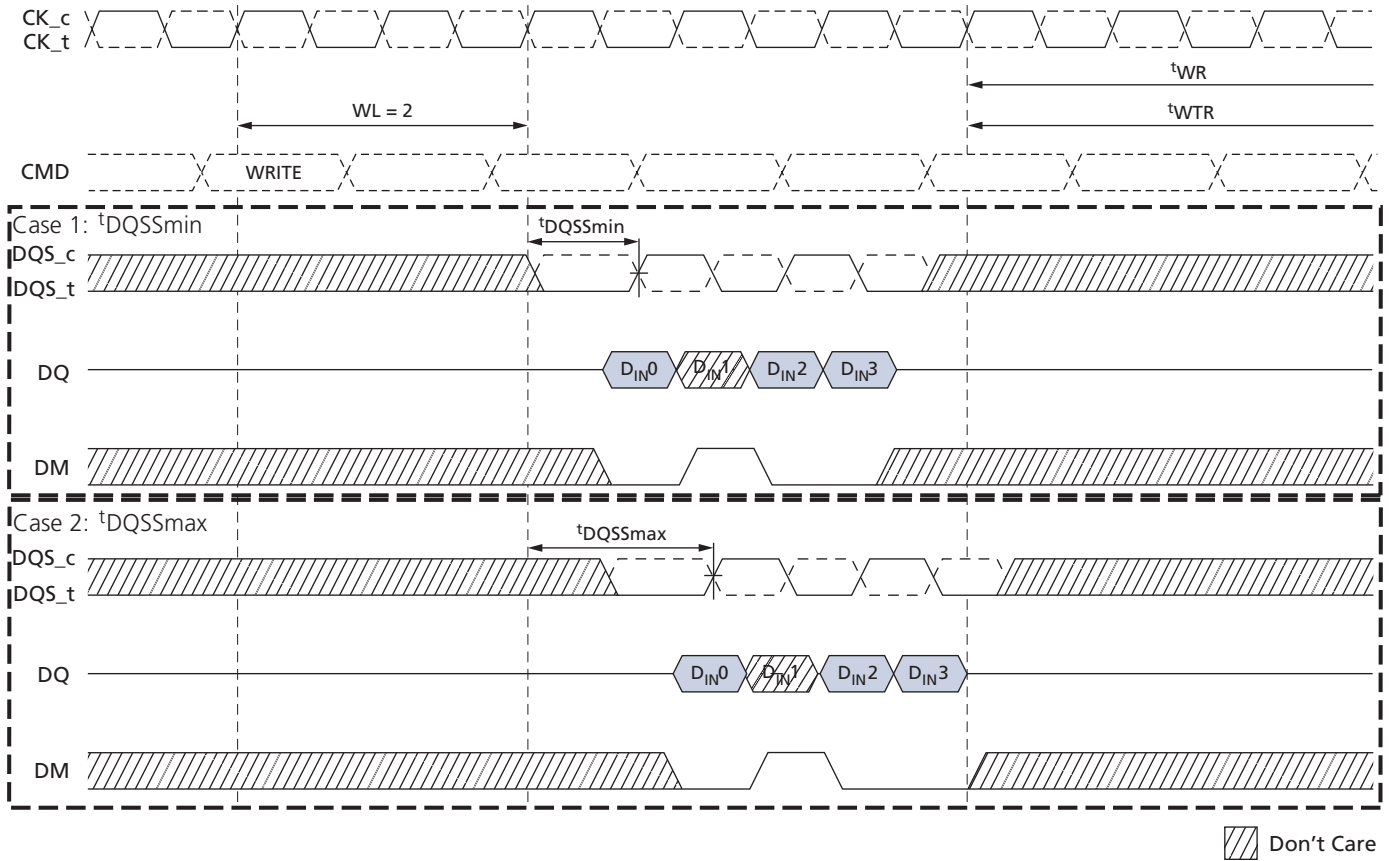 CK_c
CK_t
tWR
WL = 2
tWTR
CMD
WRITE
Case 1: tDQSSmin
tDQSSmin
DQS_c
DQS_t
DQ
DIN0 DIN1 DIN2 DIN3
DM
Case 2: tDQSSmax
tDQSSmax
DQS_c
DQS_t
DQ
DIN0 DIN1 DIN2 DIN3
DM
Don't Care